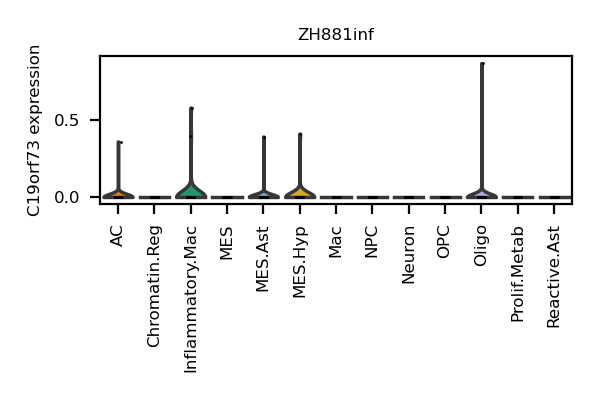 ZH881inf
C19orf73 expression
0.5
0.0
AC
Chromatin.Reg
Inflammatory.Mac
MES
MES.Ast
MES.Hyp
Mac
NPC
Neuron
OPC
Oligo
Prolif.Metab
Reactive.Ast